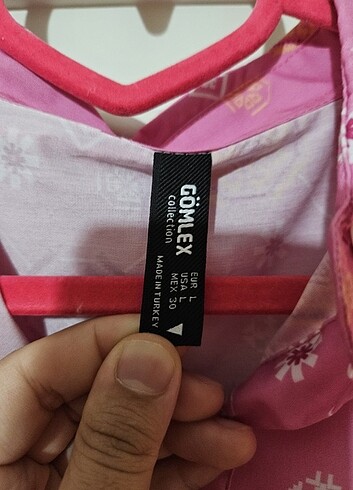 GÖMLEX
collection
EUR L
USA L
MEX 30
MADE IN TURKEY